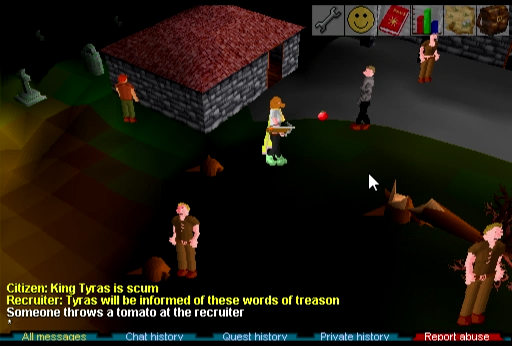 Citizen: King Tyras is scum
Recruiter: Tyras will be informed of these words of treason
Someone throws a tomato at the recruiter
*
All messages Chat history Quest history Private history Report abuse